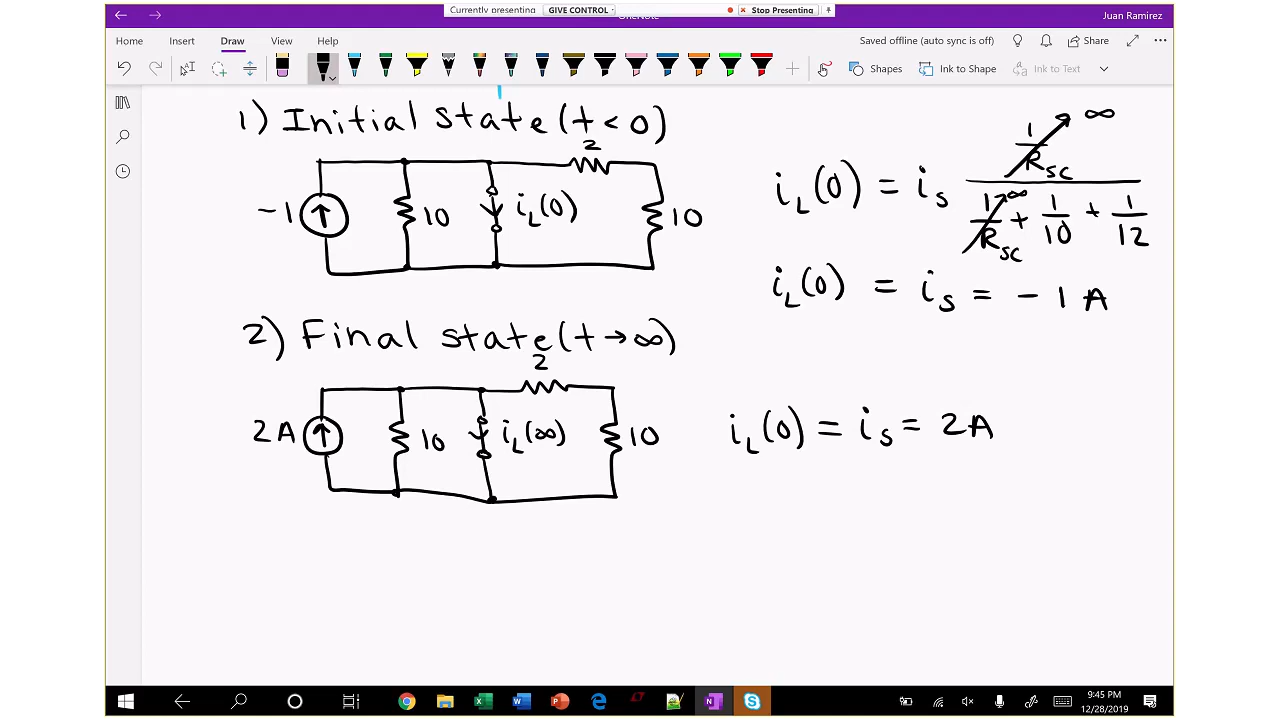 Currently presenting GIVE CONTROL Stop Presenting
OneNote
Juan Ramirez
Home Insert Draw View Help
Saved offline (auto sync is off) Share
Shapes Ink to Shape Ink to Text
1) Initial state (t < 0)
2
-1 10 iL(0) 10
iL(0) = is (1/Rsc) ∞ / (1/Rsc ∞ + 1/10 + 1/12)
iL(0) = is = -1 A
2) Final state (t → ∞)
2
2A 10 iL(∞) 10
iL(0) = is = 2A
9:45 PM
12/28/2019